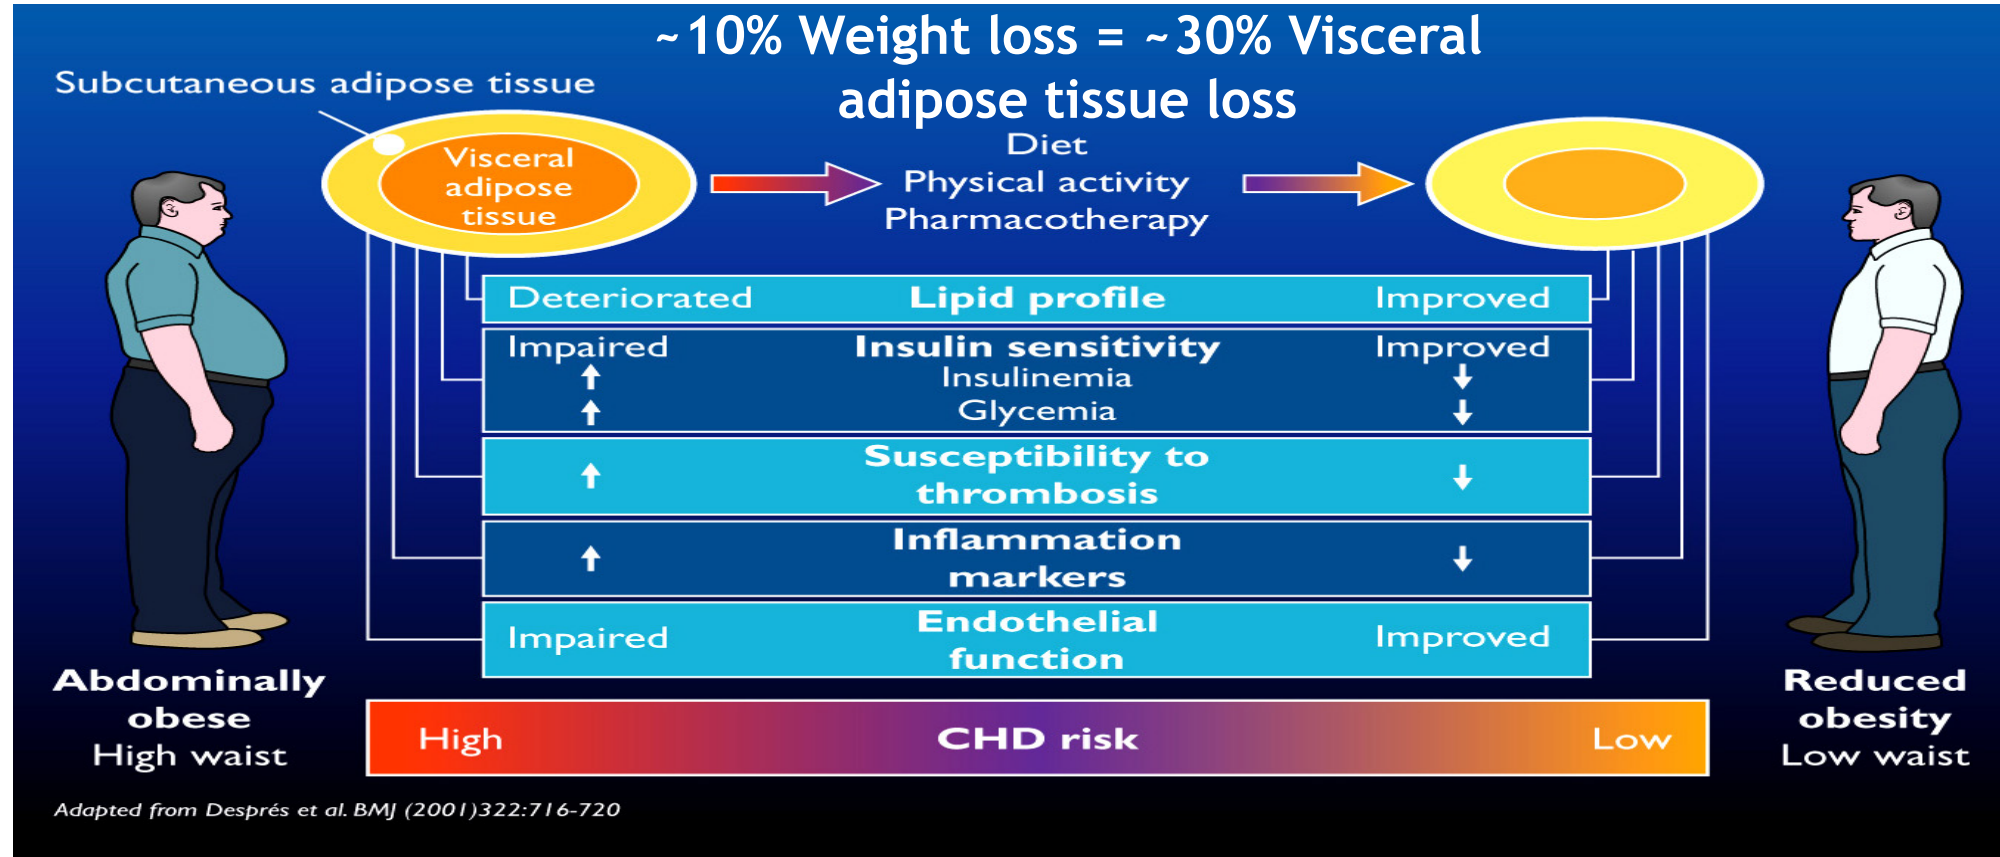 ~10% Weight loss = ~30% Visceral
adipose tissue loss
Subcutaneous adipose tissue
Visceral
adipose
tissue
Diet
Physical activity
Pharmacotherapy
Deteriorated Lipid profile Improved
Impaired Insulin sensitivity Improved
↑ Insulinemia ↓
↑ Glycemia ↓
↑ Susceptibility to ↓
thrombosis
↑ Inflammation ↓
markers
Impaired Endothelial Improved
function
Abdominally
obese
High waist
High CHD risk Low
Reduced
obesity
Low waist
Adapted from Després et al. BMJ (2001)322:716-720